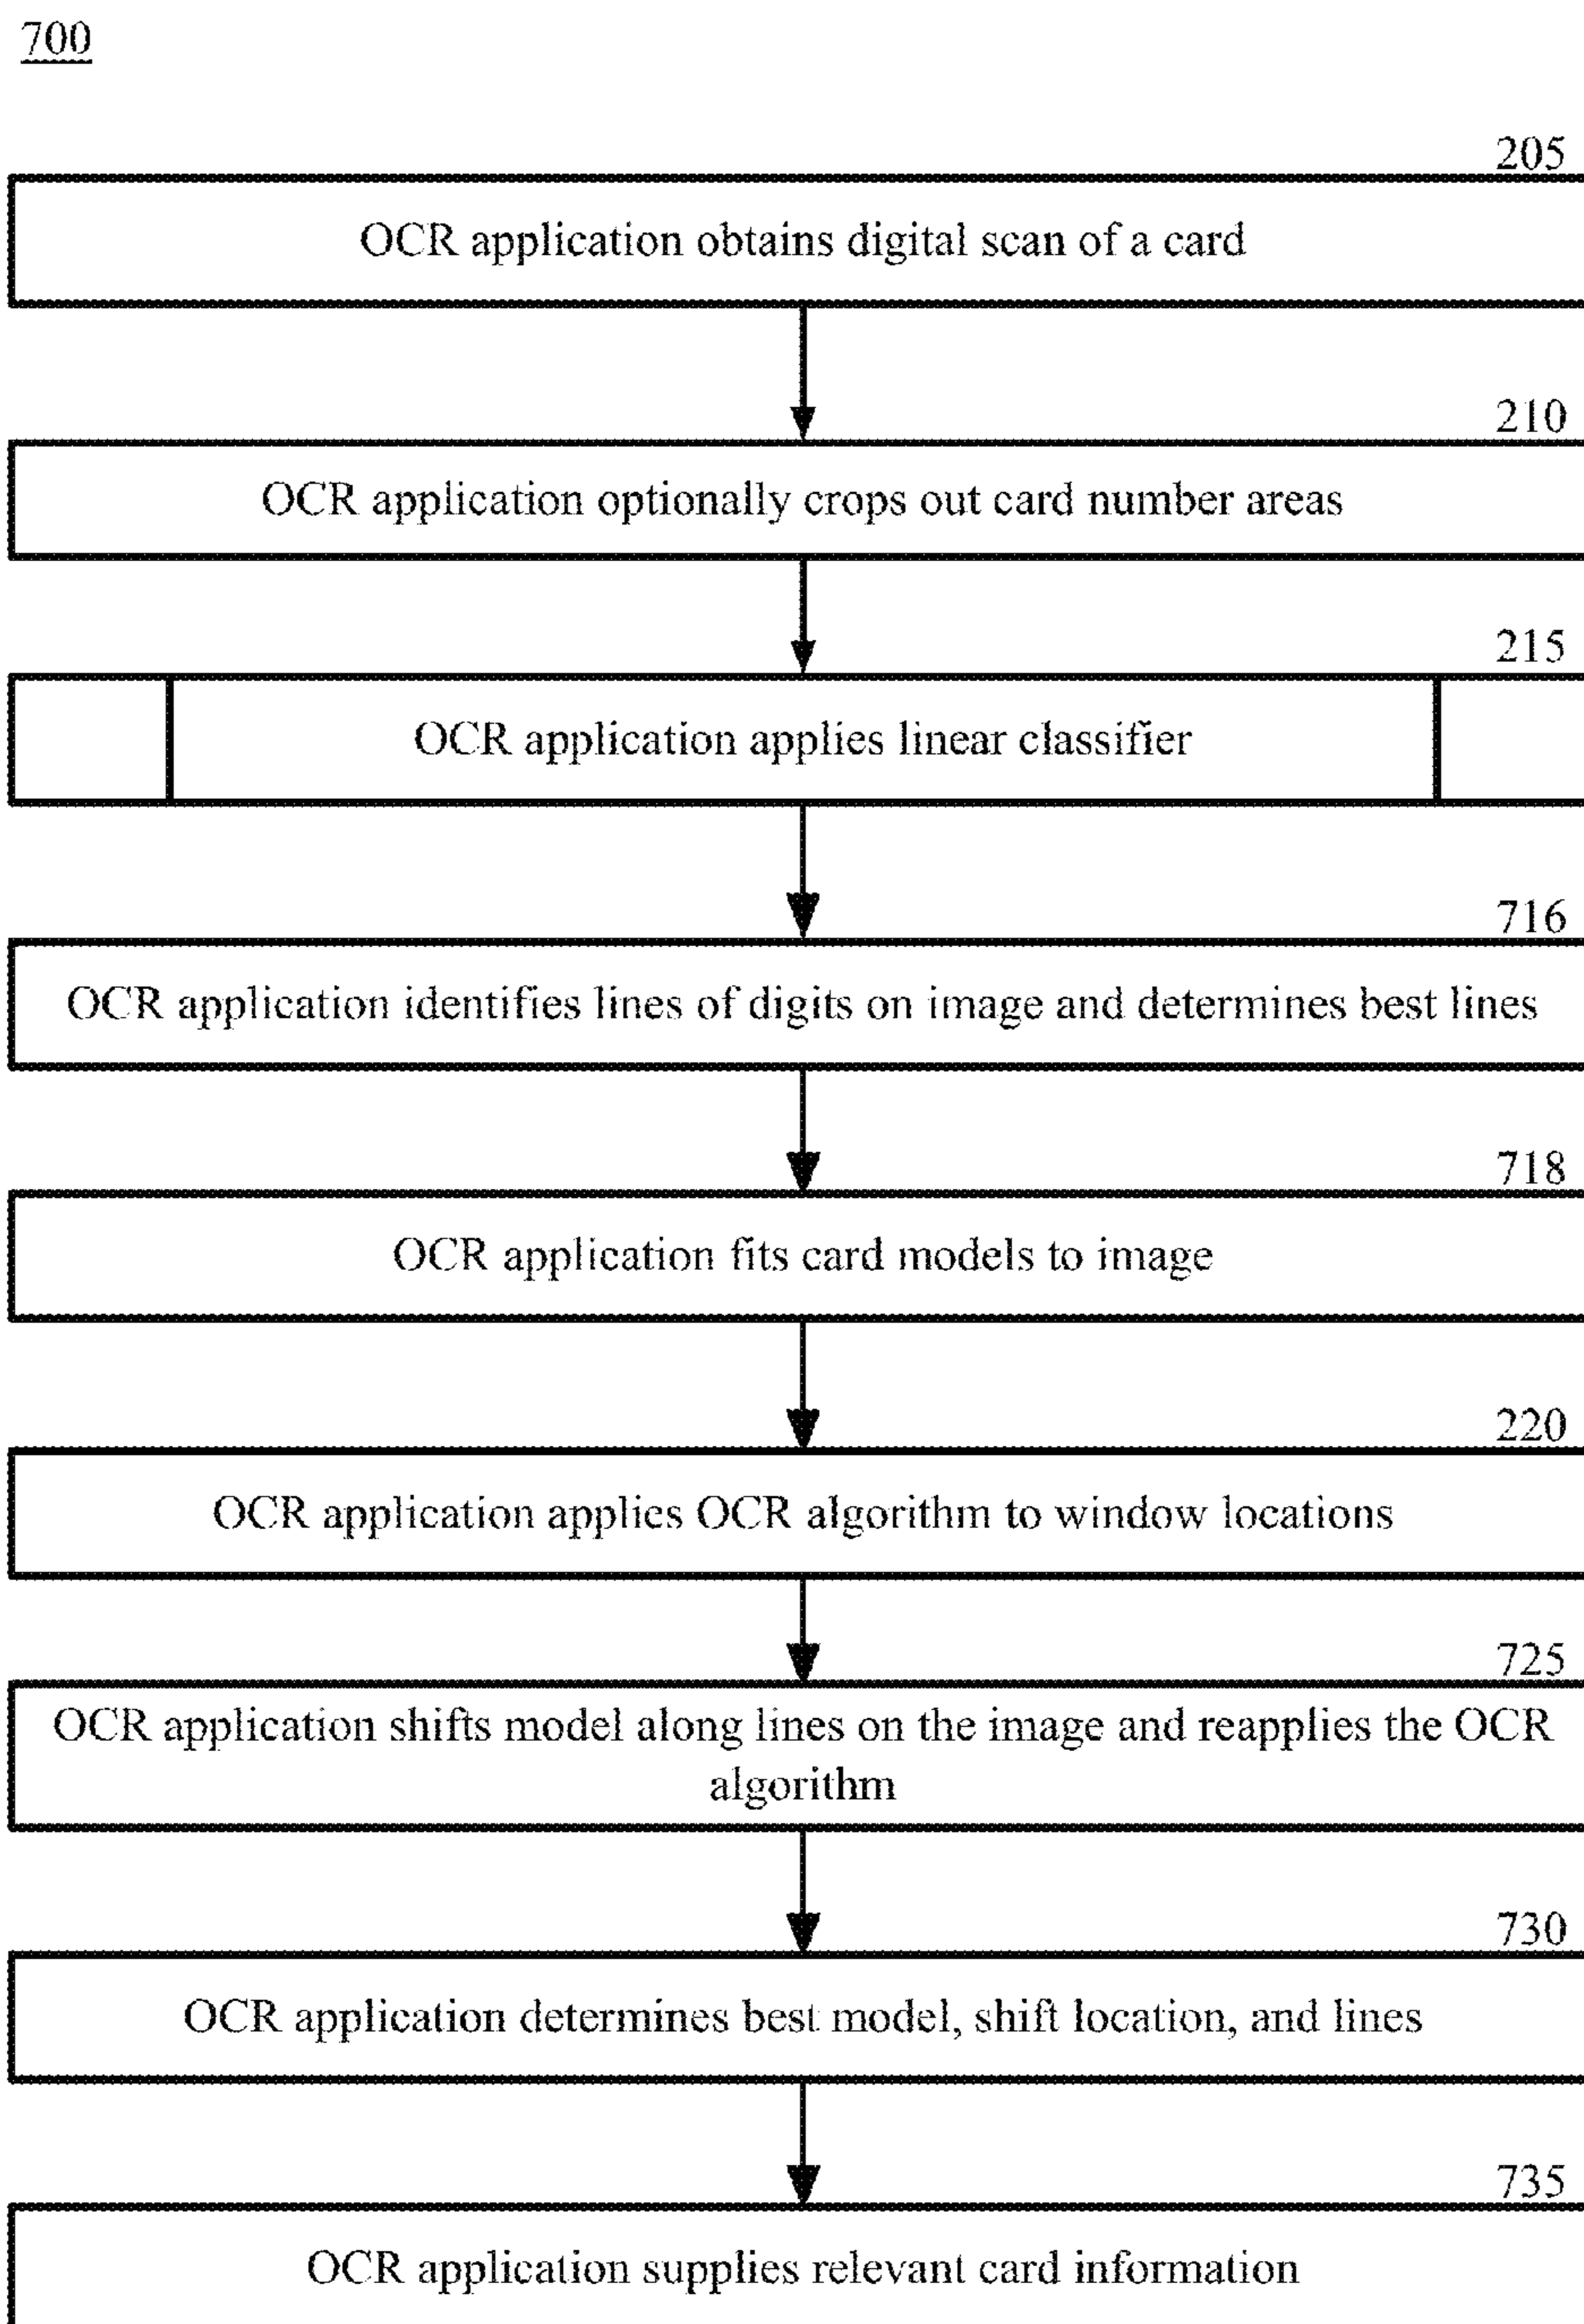 700
205
OCR application obtains digital scan of a card
210
OCR application optionally crops out card number areas
215
OCR application applies linear classifier
716
OCR application identifies lines of digits on image and determines best lines
718
OCR application fits card models to image
220
OCR application applies OCR algorithm to window locations
725
OCR application shifts model along lines on the image and reapplies the OCR
algorithm
730
OCR application determines best model, shift location, and lines
735
OCR application supplies relevant card information